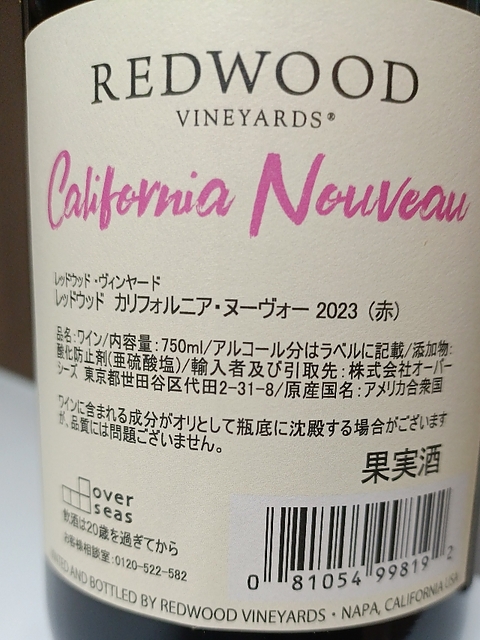 REDWOOD
VINEYARDS®
California Nouveau
レッドウッド・ヴィンヤード
レッドウッド カリフォルニア・ヌーヴォー 2023（赤）
品名:ワイン/内容量:750ml/アルコール分はラベルに記載/添加物:
酸化防止剤(亜硫酸塩)/輸入者及び引取先:株式会社オーバー
シーズ 東京都世田谷区代田2-31-8/原産国名:アメリカ合衆国
ワインに含まれる成分がオリとして瓶底に沈殿する場合がございます
が、品質には問題ございません。
果実酒
over
seas
飲酒は20歳を過ぎてから
お客様相談室:0120-522-582
0 81054 99819 2
AND BOTTLED BY REDWOOD VINEYARDS • NAPA, CALIFORNIA USA